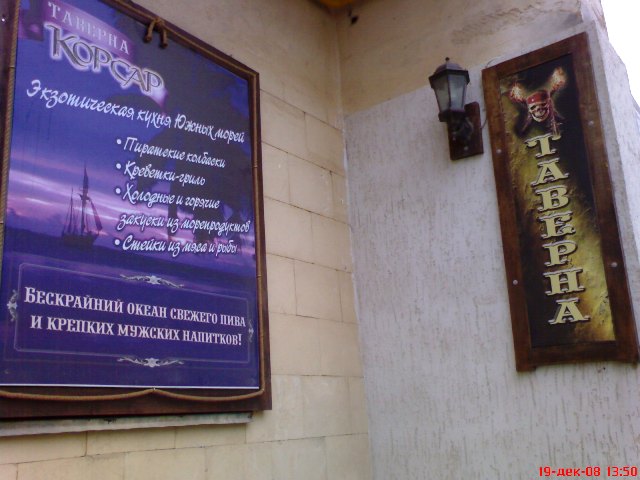 ТАВЕРНА
КОРСАР
Экзотическая кухня Южных морей
• Пиратские колбаски
• Креветки-гриль
• Холодные и горячие
закуски из морепродуктов
• Стейки из мяса и рыбы
Бескрайний океан свежего пива
и крепких мужских напитков!
ТАВЕРНА
19-дек-08 13:50